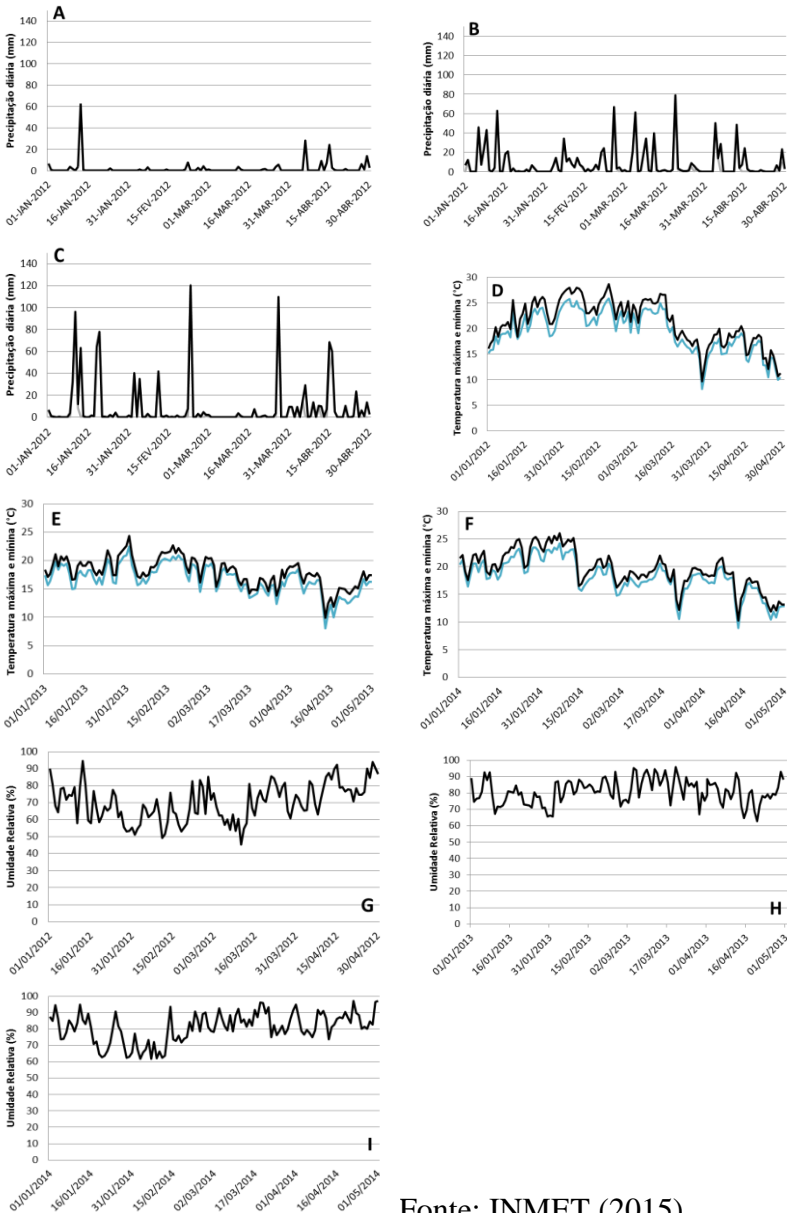 A
Precipitação diária (mm)
140
120
100
80
60
40
20
0
01-JAN-2012
16-JAN-2012
31-JAN-2012
15-FEV-2012
01-MAR-2012
16-MAR-2012
31-MAR-2012
15-ABR-2012
30-ABR-2012
B
Precipitação diária (mm)
140
120
100
80
60
40
20
0
01-JAN-2012
16-JAN-2012
31-JAN-2012
15-FEV-2012
01-MAR-2012
16-MAR-2012
31-MAR-2012
15-ABR-2012
30-ABR-2012
C
Precipitação diária (mm)
140
120
100
80
60
40
20
0
01-JAN-2012
16-JAN-2012
31-JAN-2012
15-FEV-2012
01-MAR-2012
16-MAR-2012
31-MAR-2012
15-ABR-2012
30-ABR-2012
D
Temperatura máxima e mínima (°C)
30
25
20
15
10
5
0
01/01/2012
16/01/2012
31/01/2012
15/02/2012
01/03/2012
16/03/2012
31/03/2012
15/04/2012
30/04/2012
E
Temperatura máxima e mínina (°C)
30
25
20
15
10
5
0
01/01/2013
16/01/2013
31/01/2013
15/02/2013
02/03/2013
17/03/2013
01/04/2013
16/04/2013
01/05/2013
F
Temperatura máxima e mínina (°C)
30
25
20
15
10
5
0
01/01/2014
16/01/2014
31/01/2014
15/02/2014
02/03/2014
17/03/2014
01/04/2014
16/04/2014
01/05/2014
G
Umidade Relativa (%)
100
90
80
70
60
50
40
30
20
10
0
01/01/2012
16/01/2012
31/01/2012
15/02/2012
01/03/2012
16/03/2012
31/03/2012
15/04/2012
30/04/2012
H
Umidade Relativa (%)
100
90
80
70
60
50
40
30
20
10
0
01/01/2013
16/01/2013
31/01/2013
15/02/2013
02/03/2013
17/03/2013
01/04/2013
16/04/2013
01/05/2013
I
Umidade Relativa (%)
100
90
80
70
60
50
40
30
20
10
0
01/01/2014
16/01/2014
31/01/2014
15/02/2014
02/03/2014
17/03/2014
01/04/2014
16/04/2014
01/05/2014
Fonte: INMET (2015)